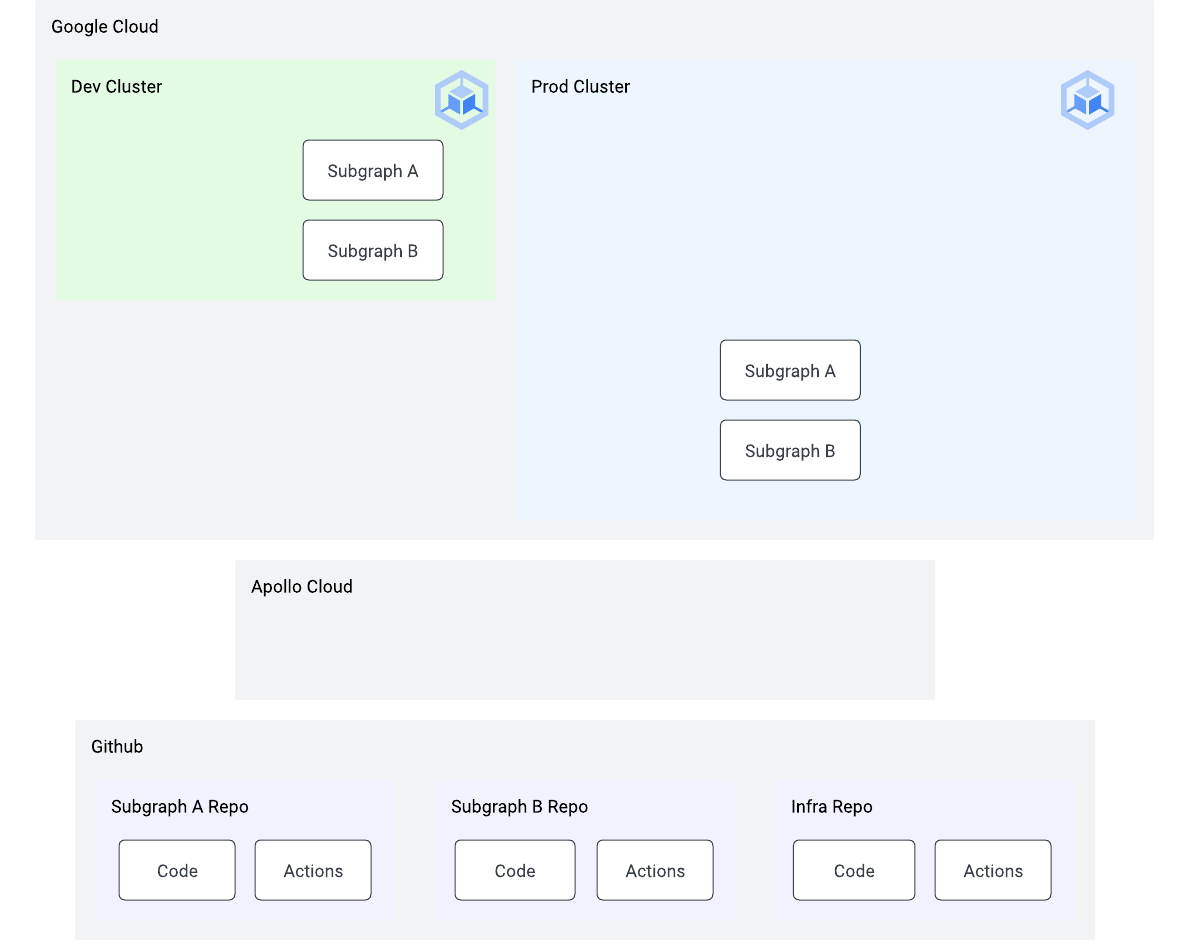 Google Cloud
Dev Cluster
Subgraph A
Subgraph B
Prod Cluster
Subgraph A
Subgraph B
Apollo Cloud
Github
Subgraph A Repo
Code
Actions
Subgraph B Repo
Code
Actions
Infra Repo
Code
Actions